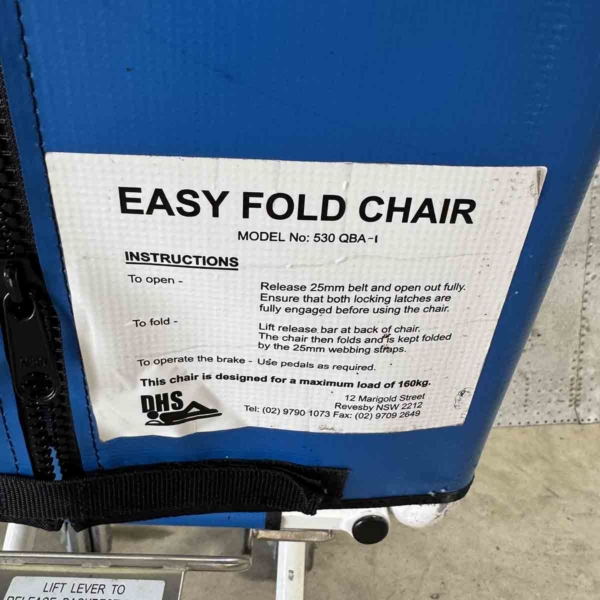 EASY FOLD CHAIR
MODEL No: 530 QBA-I
INSTRUCTIONS
To open - Release 25mm belt and open out fully.
Ensure that both locking latches are
fully engaged before using the chair.
To fold - Lift release bar at back of chair.
The chair then folds and is kept folded
by the 25mm webbing straps.
To operate the brake - Use pedals as required.
This chair is designed for a maximum load of 160kg.
DHS
12 Marigold Street
Revesby NSW 2212
Tel: (02) 9790 1073 Fax: (02) 9709 2649
LIFT LEVER TO